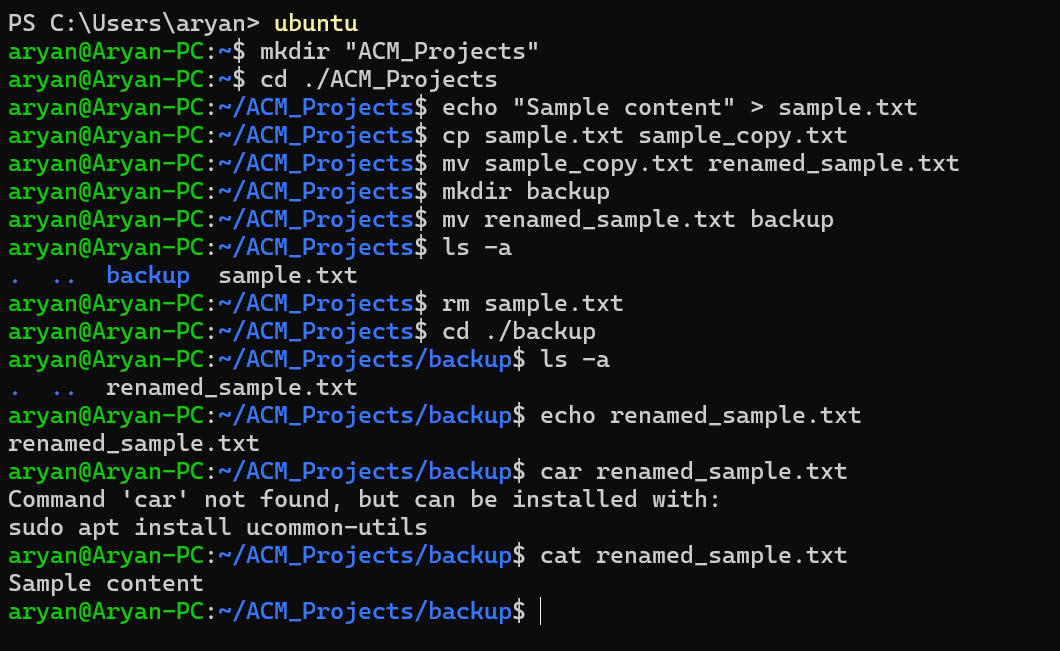 PS C:\Users\aryan> ubuntu
aryan@Aryan-PC:~$ mkdir "ACM_Projects"
aryan@Aryan-PC:~$ cd ./ACM_Projects
aryan@Aryan-PC:~/ACM_Projects$ echo "Sample content" > sample.txt
aryan@Aryan-PC:~/ACM_Projects$ cp sample.txt sample_copy.txt
aryan@Aryan-PC:~/ACM_Projects$ mv sample_copy.txt renamed_sample.txt
aryan@Aryan-PC:~/ACM_Projects$ mkdir backup
aryan@Aryan-PC:~/ACM_Projects$ mv renamed_sample.txt backup
aryan@Aryan-PC:~/ACM_Projects$ ls -a
.  ..  backup  sample.txt
aryan@Aryan-PC:~/ACM_Projects$ rm sample.txt
aryan@Aryan-PC:~/ACM_Projects$ cd ./backup
aryan@Aryan-PC:~/ACM_Projects/backup$ ls -a
.  ..  renamed_sample.txt
aryan@Aryan-PC:~/ACM_Projects/backup$ echo renamed_sample.txt
renamed_sample.txt
aryan@Aryan-PC:~/ACM_Projects/backup$ car renamed_sample.txt
Command 'car' not found, but can be installed with:
sudo apt install ucommon-utils
aryan@Aryan-PC:~/ACM_Projects/backup$ cat renamed_sample.txt
Sample content
aryan@Aryan-PC:~/ACM_Projects/backup$